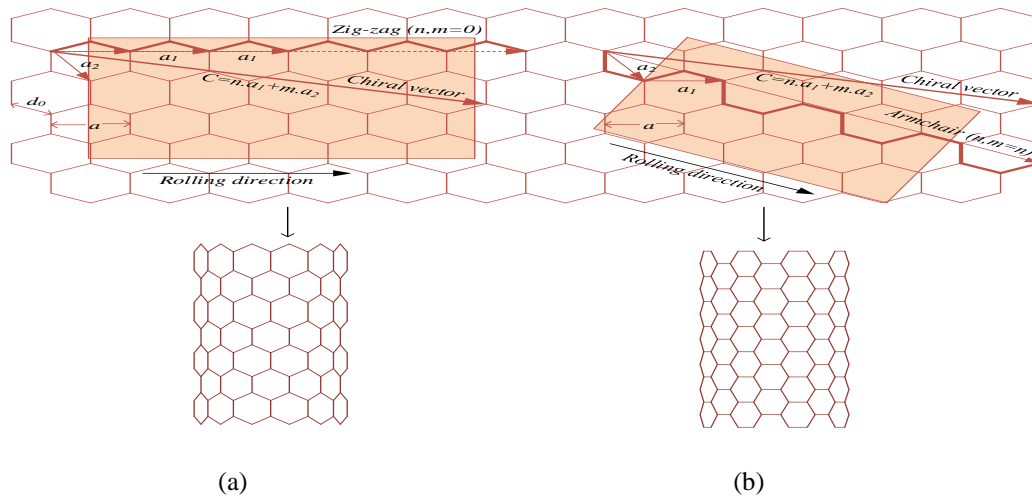 Zig-zag (n,m=0)
a₂
a₁
a₁
C=n.a₁+m.a₂
Chiral vector
d₀
a
Rolling direction
a₂
C=n.a₁+m.a₂
Chiral vector
a₁
a
Armchair (n,m=n)
Rolling direction
(a)
(b)